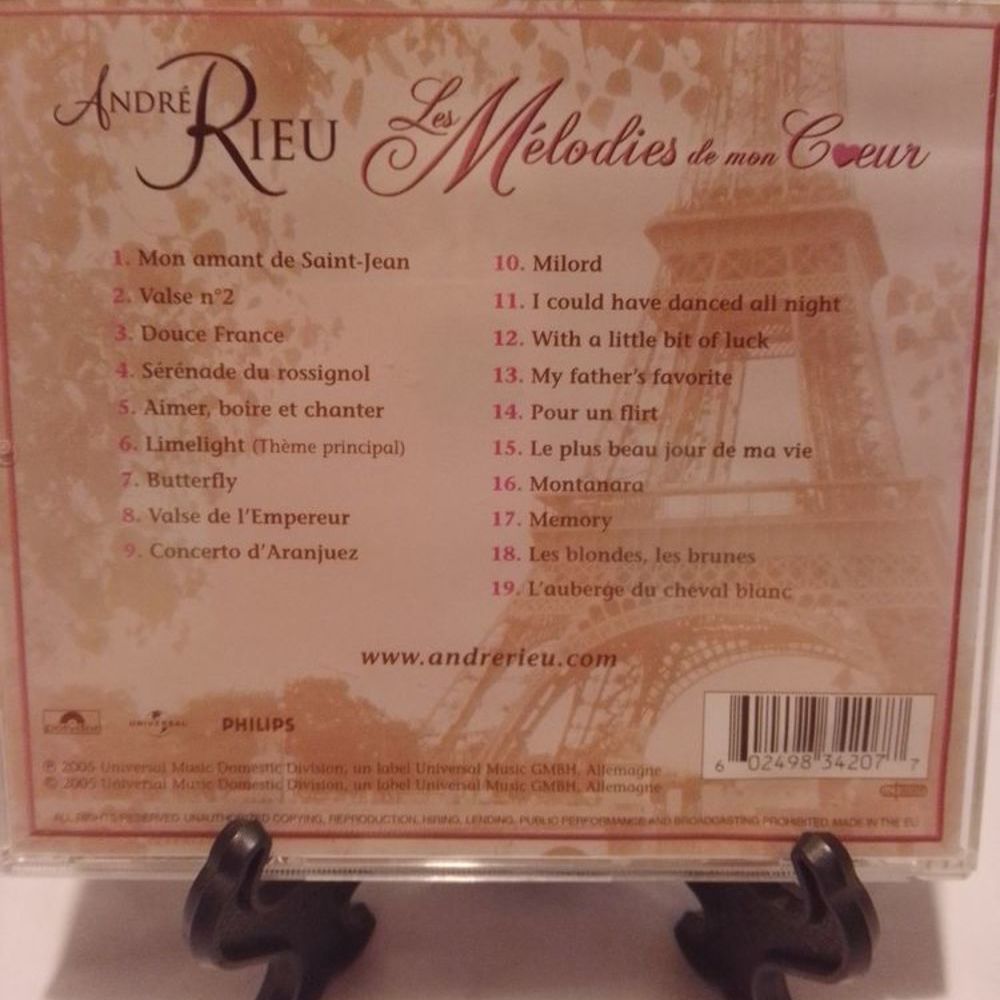 ANDRÉ RIEU Les Mélodies de mon Cœur
1. Mon amant de Saint-Jean
2. Valse n°2
3. Douce France
4. Sérénade du rossignol
5. Aimer, boire et chanter
6. Limelight (Thème principal)
7. Butterfly
8. Valse de l'Empereur
9. Concerto d'Aranjuez
10. Milord
11. I could have danced all night
12. With a little bit of luck
13. My father's favorite
14. Pour un flirt
15. Le plus beau jour de ma vie
16. Montanara
17. Memory
18. Les blondes, les brunes
19. L'auberge du cheval blanc
www.andrerieu.com
polydor UNIVERSAL PHILIPS
℗ 2005 Universal Music Domestic Division, un label Universal Music GMBH, Allemagne
© 2005 Universal Music Domestic Division, un label Universal Music GMBH, Allemagne
6 02498 34207 7
ALL RIGHTS RESERVED. UNAUTHORIZED COPYING, REPRODUCTION, HIRING, LENDING, PUBLIC PERFORMANCE AND BROADCASTING PROHIBITED. MADE IN THE EU